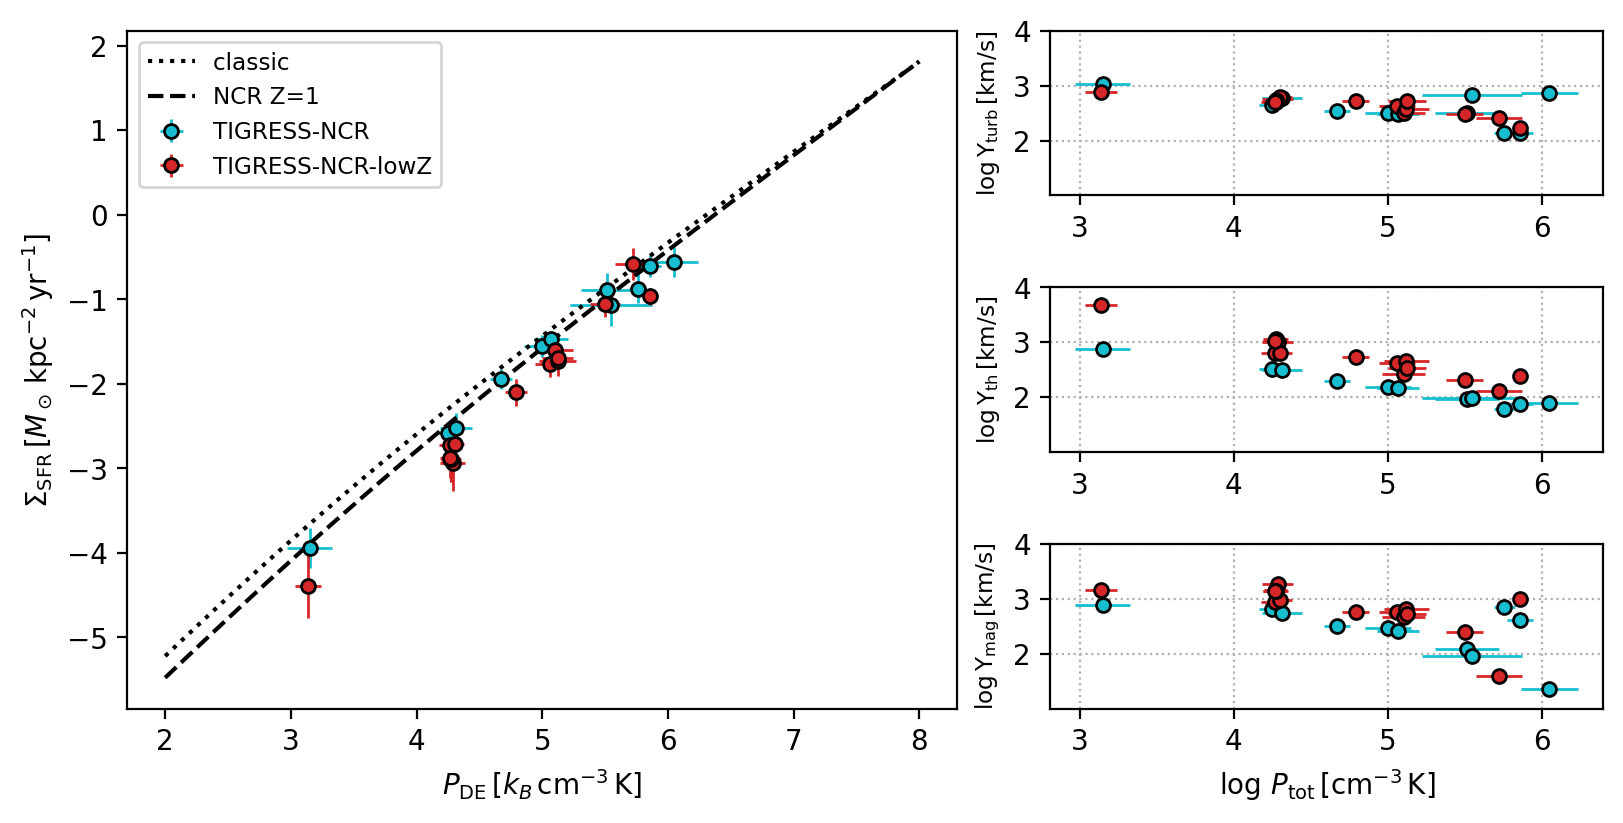 2
1
0
−1
−2
−3
−4
−5
Σ_SFR [M_⊙ kpc⁻² yr⁻¹]
classic
NCR Z=1
TIGRESS-NCR
TIGRESS-NCR-lowZ
2 3 4 5 6 7 8
P_DE [k_B cm⁻³ K]
4
3
2
log Y_turb [km/s]
3 4 5 6
4
3
2
log Y_th [km/s]
3 4 5 6
4
3
2
log Y_mag [km/s]
3 4 5 6
log P_tot [cm⁻³ K]